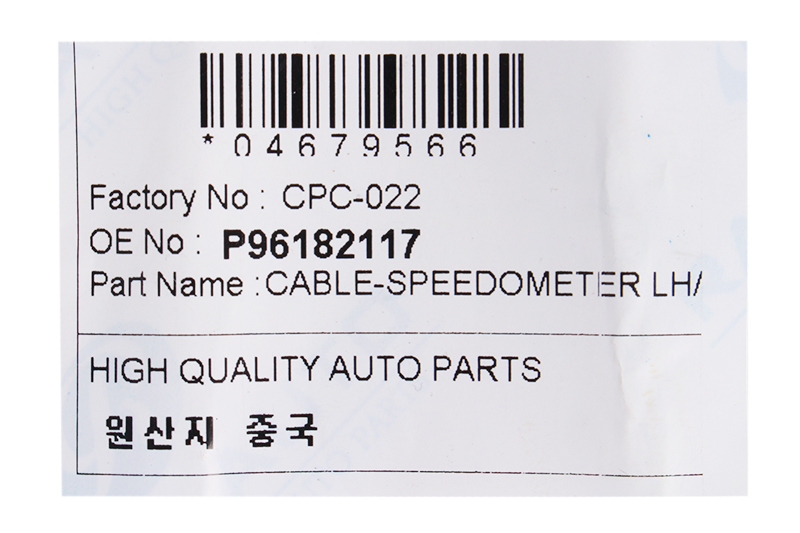 *04679566
Factory No : CPC-022
OE No : P96182117
Part Name : CABLE-SPEEDOMETER LH/
HIGH QUALITY AUTO PARTS
원산지 중국